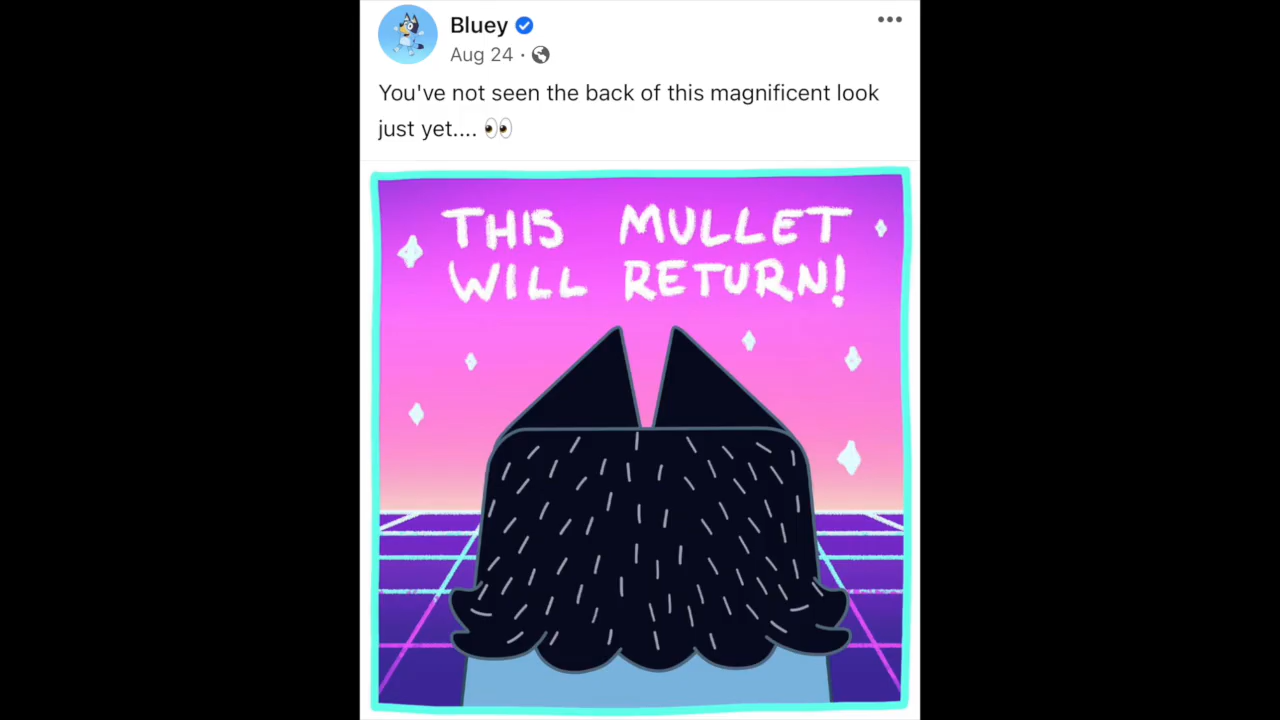 Bluey
Aug 24 ·
You've not seen the back of this magnificent look
just yet.... 👀
THIS MULLET
WILL RETURN!